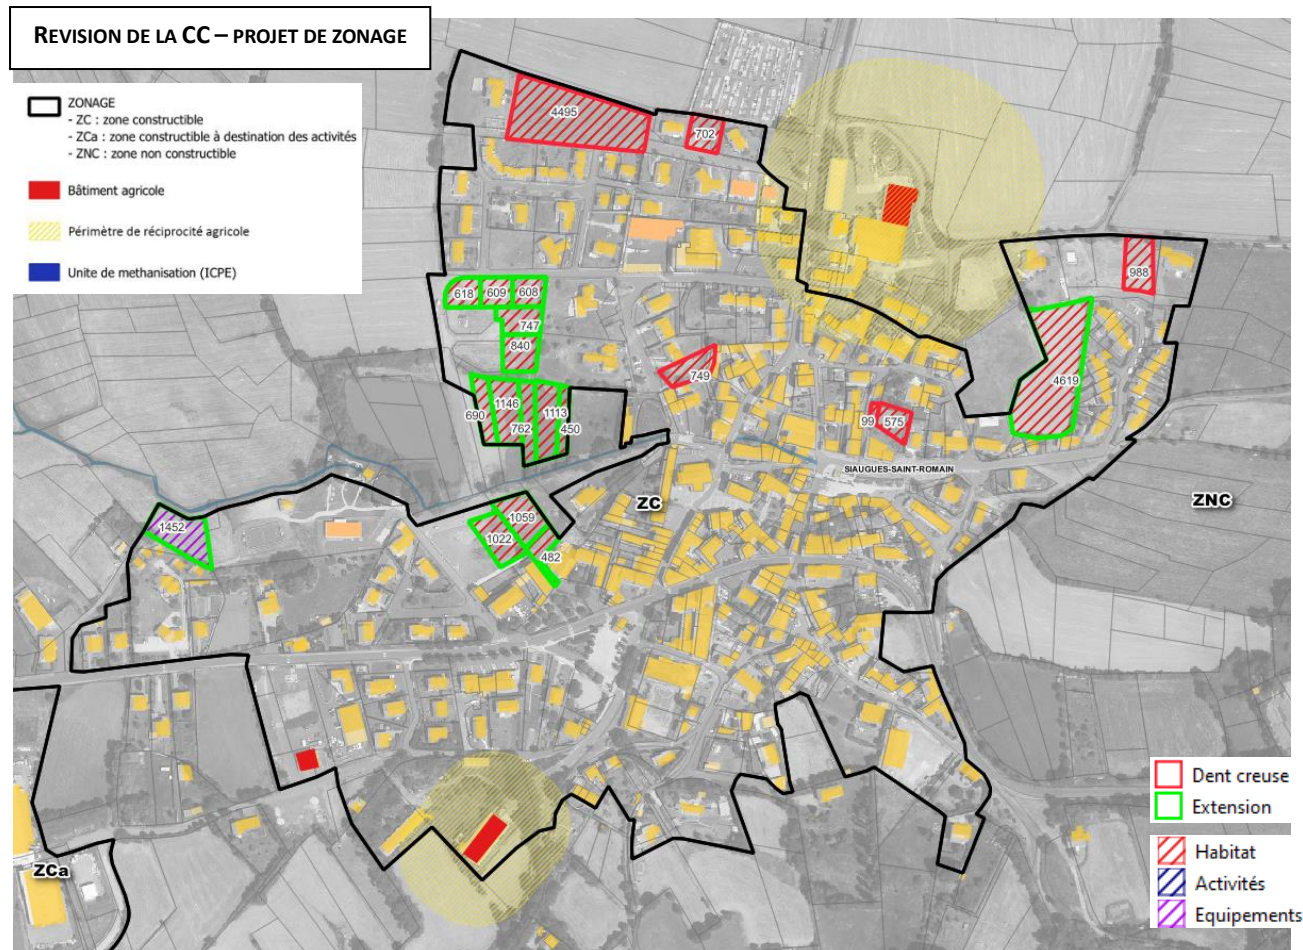 REVISION DE LA CC – PROJET DE ZONAGE
ZONAGE
- ZC : zone constructible
- ZCa : zone constructible à destination des activités
- ZNC : zone non constructible
Bâtiment agricole
Périmètre de réciprocité agricole
Unite de methanisation (ICPE)
4495
702
988
618
609
608
747
840
749
4619
690
1146
1113
762
450
99
575
SIAUGUES-SAINT-ROMAIN
ZC
ZNC
1452
1059
1022
482
ZCa
Dent creuse
Extension
Habitat
Activités
Equipements